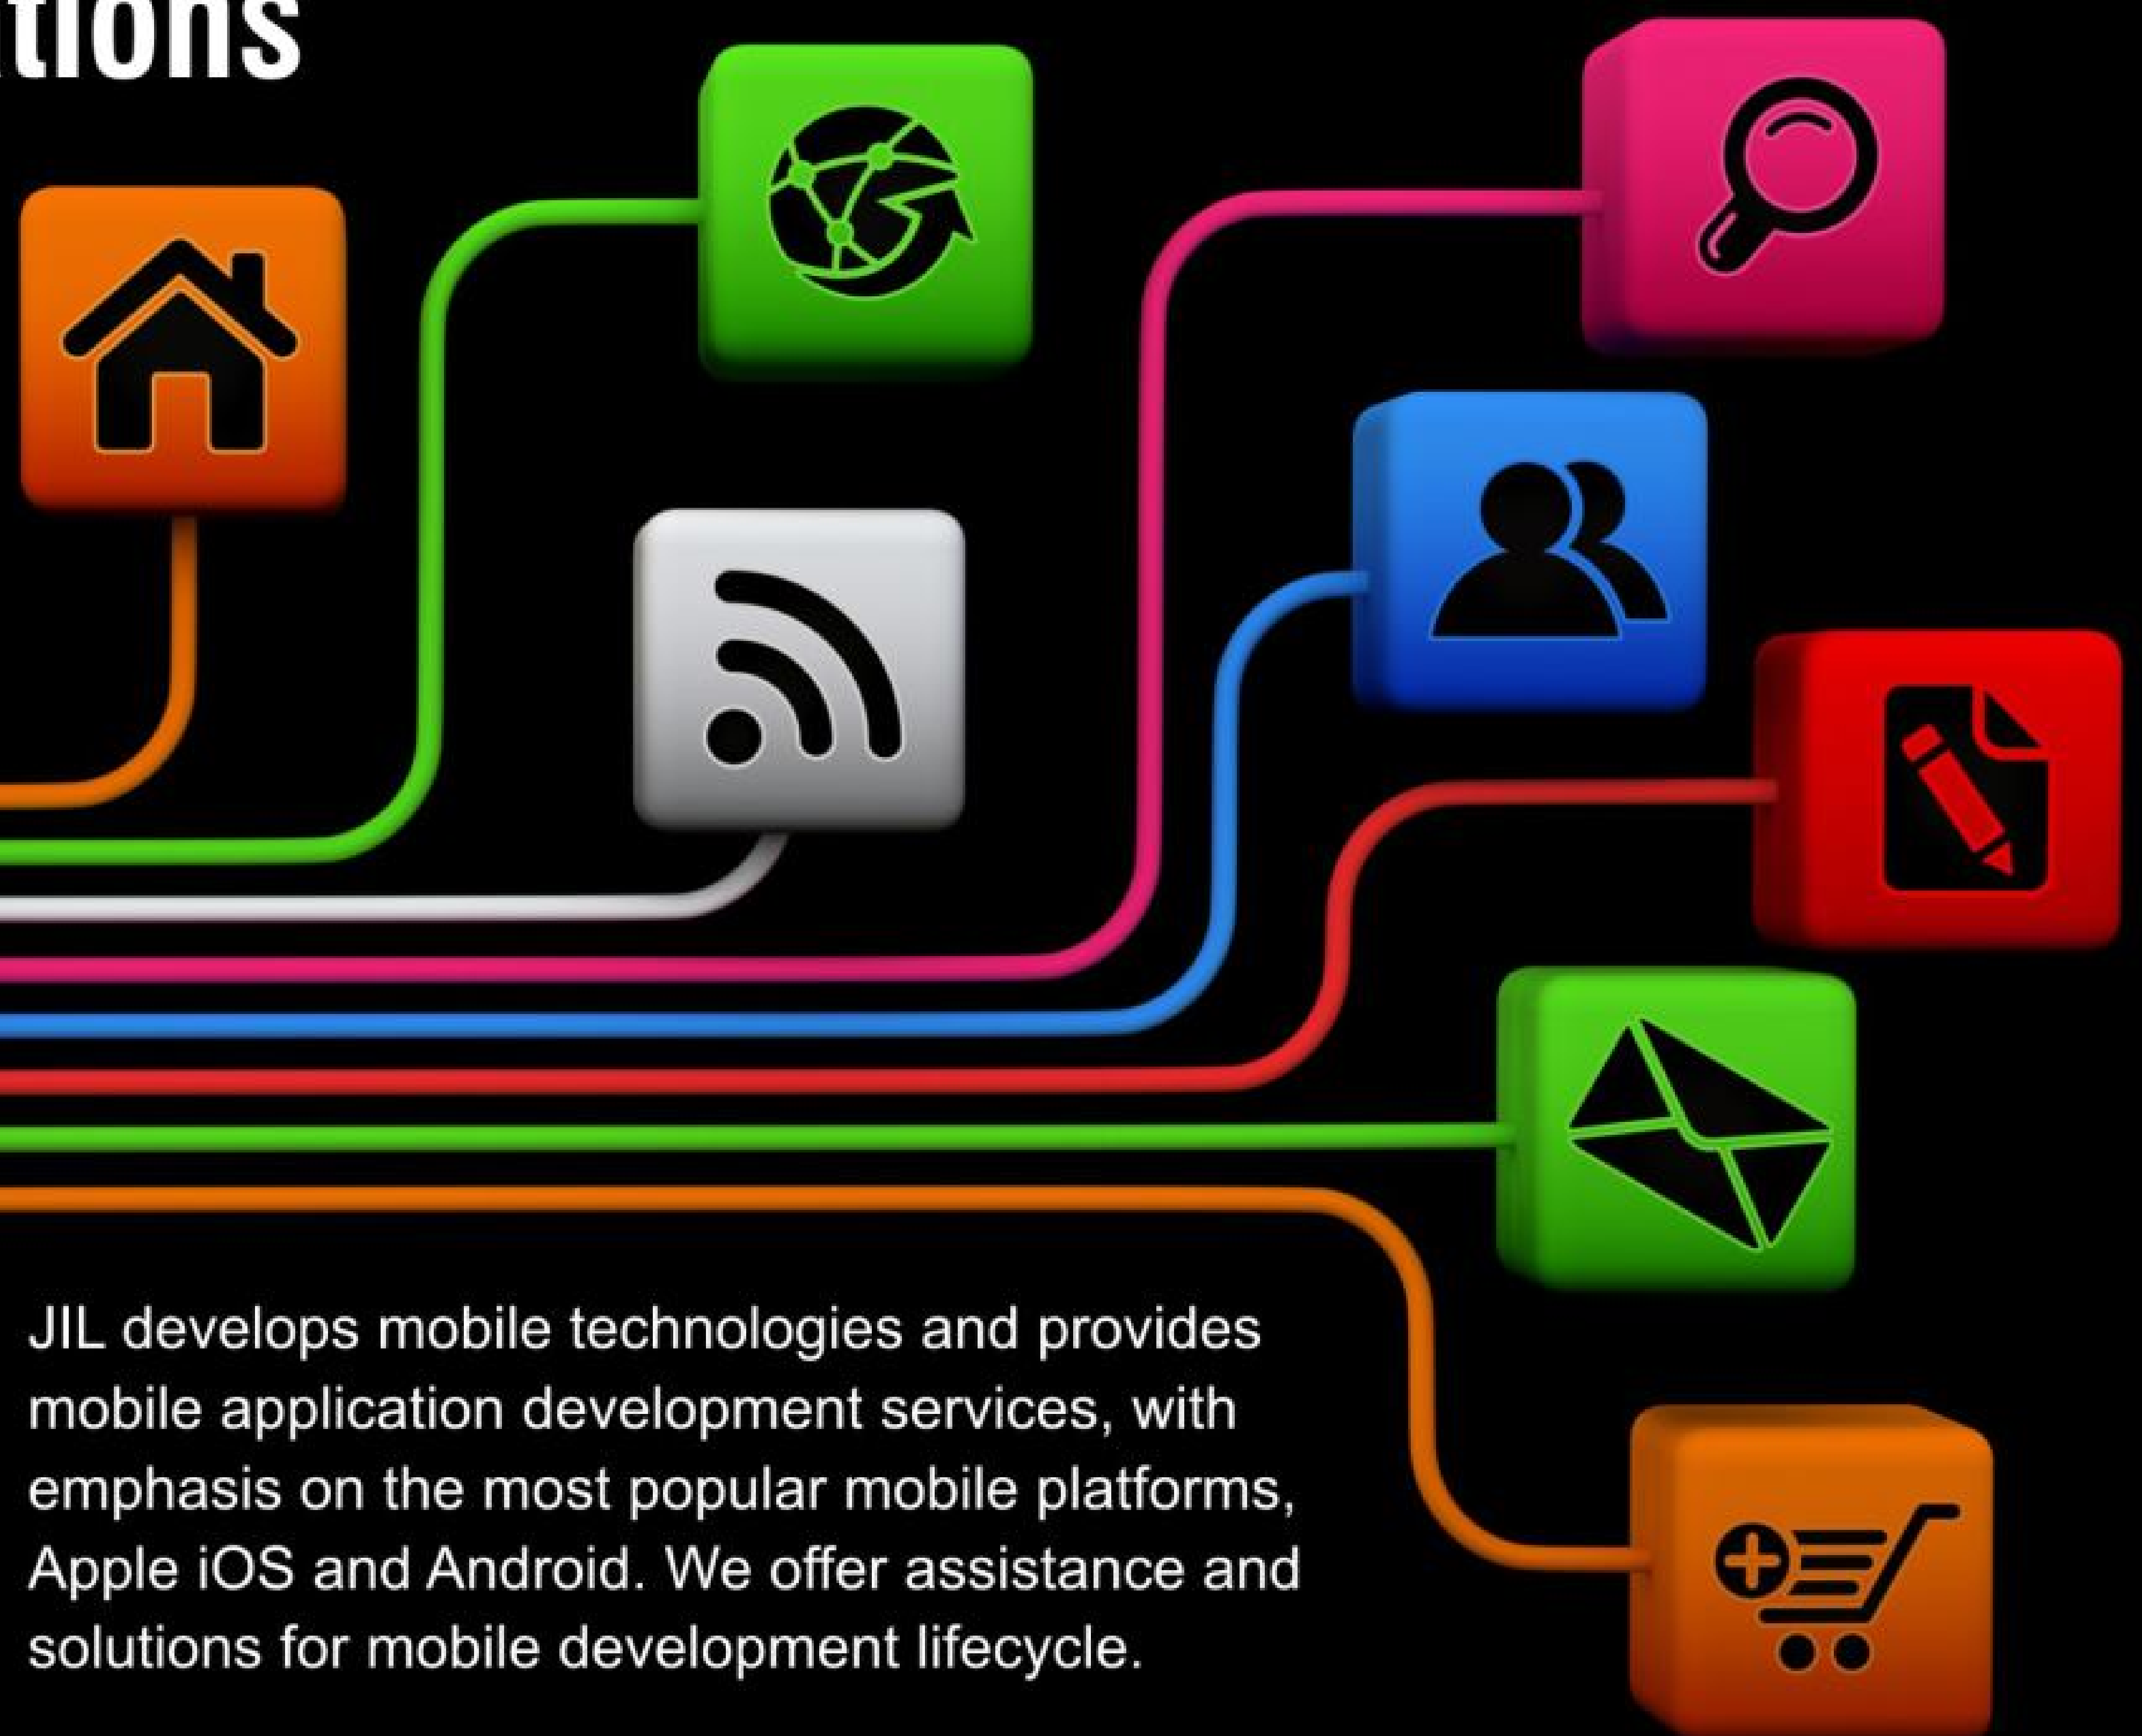 JIL develops mobile technologies and provides
mobile application development services, with
emphasis on the most popular mobile platforms,
Apple iOS and Android. We offer assistance and
solutions for mobile development lifecycle.